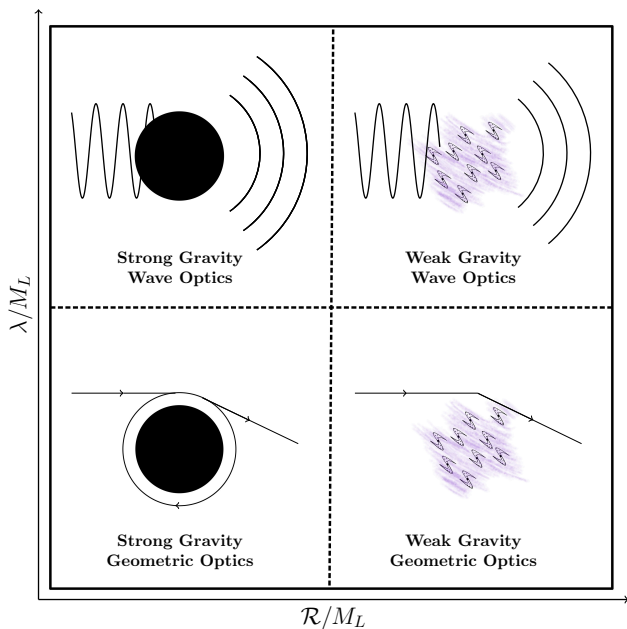 Strong Gravity
Wave Optics
Weak Gravity
Wave Optics
λ/M_L
Strong Gravity
Geometric Optics
Weak Gravity
Geometric Optics
ℛ/M_L